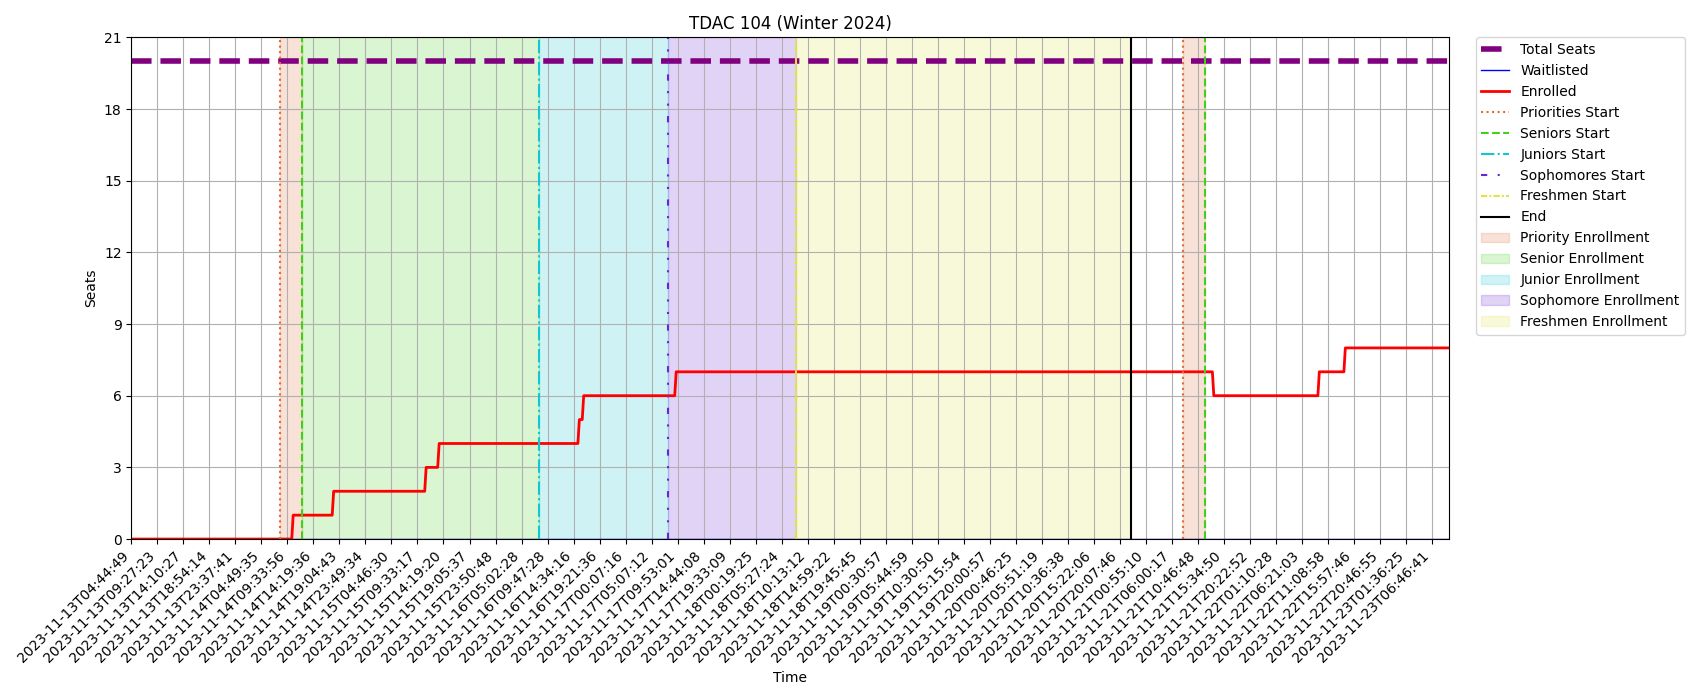 TDAC 104 (Winter 2024)
21
18
15
12
9
6
3
0
Seats
2023-11-13T04:44:49
2023-11-13T09:27:23
2023-11-13T14:10:27
2023-11-13T18:54:14
2023-11-13T23:37:41
2023-11-14T04:49:35
2023-11-14T09:33:56
2023-11-14T14:19:36
2023-11-14T19:04:43
2023-11-14T23:49:34
2023-11-15T04:46:30
2023-11-15T09:33:17
2023-11-15T14:19:20
2023-11-15T19:05:37
2023-11-15T23:50:48
2023-11-16T05:02:28
2023-11-16T09:47:28
2023-11-16T14:34:16
2023-11-16T19:21:36
2023-11-17T00:07:16
2023-11-17T05:07:12
2023-11-17T09:53:01
2023-11-17T14:44:08
2023-11-17T19:33:09
2023-11-18T00:19:25
2023-11-18T05:27:24
2023-11-18T10:13:12
2023-11-18T14:59:22
2023-11-18T19:45:45
2023-11-19T00:30:57
2023-11-19T05:44:59
2023-11-19T10:30:50
2023-11-19T15:15:54
2023-11-19T20:00:57
2023-11-20T00:46:25
2023-11-20T05:51:19
2023-11-20T10:36:38
2023-11-20T15:22:06
2023-11-20T20:07:46
2023-11-21T00:55:10
2023-11-21T06:00:17
2023-11-21T10:46:48
2023-11-21T15:34:50
2023-11-21T20:22:52
2023-11-22T01:10:28
2023-11-22T06:21:03
2023-11-22T11:08:58
2023-11-22T15:57:46
2023-11-22T20:46:55
2023-11-23T01:36:25
2023-11-23T06:46:41
Time
Total Seats
Waitlisted
Enrolled
Priorities Start
Seniors Start
Juniors Start
Sophomores Start
Freshmen Start
End
Priority Enrollment
Senior Enrollment
Junior Enrollment
Sophomore Enrollment
Freshmen Enrollment